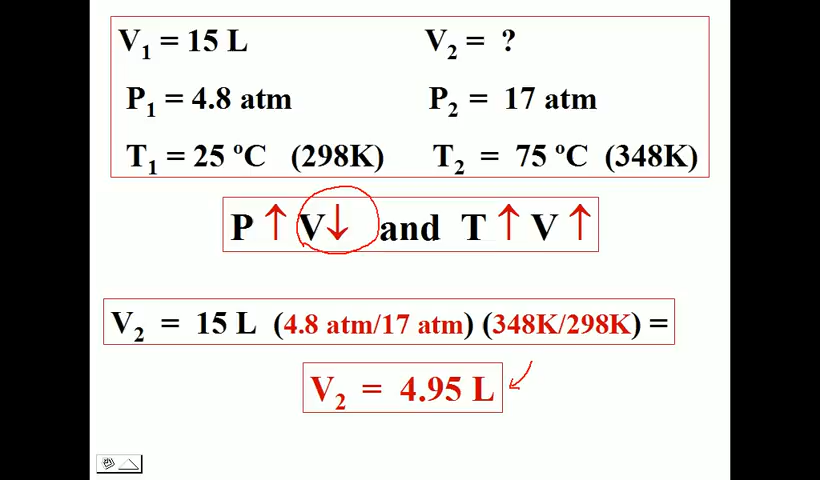 V₁ = 15 L V₂ = ?
P₁ = 4.8 atm P₂ = 17 atm
T₁ = 25 ºC (298K) T₂ = 75 ºC (348K)
P ↑ V ↓ and T ↑ V ↑
V₂ = 15 L (4.8 atm/17 atm) (348K/298K) =
V₂ = 4.95 L